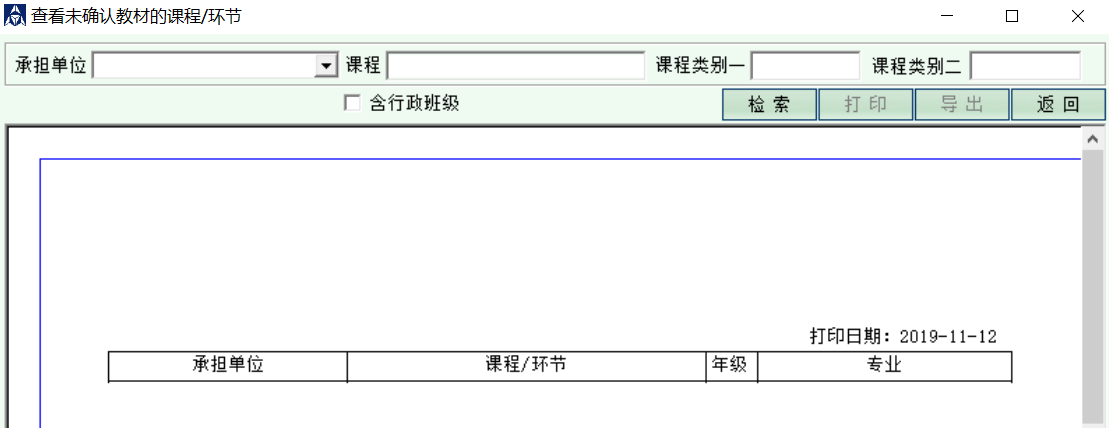 查看未确认教材的课程/环节
承担单位 课程 课程类别一 课程类别二
含行政班级 检 索 打 印 导 出 返 回
打印日期：2019-11-12
承担单位 课程/环节 年级 专业